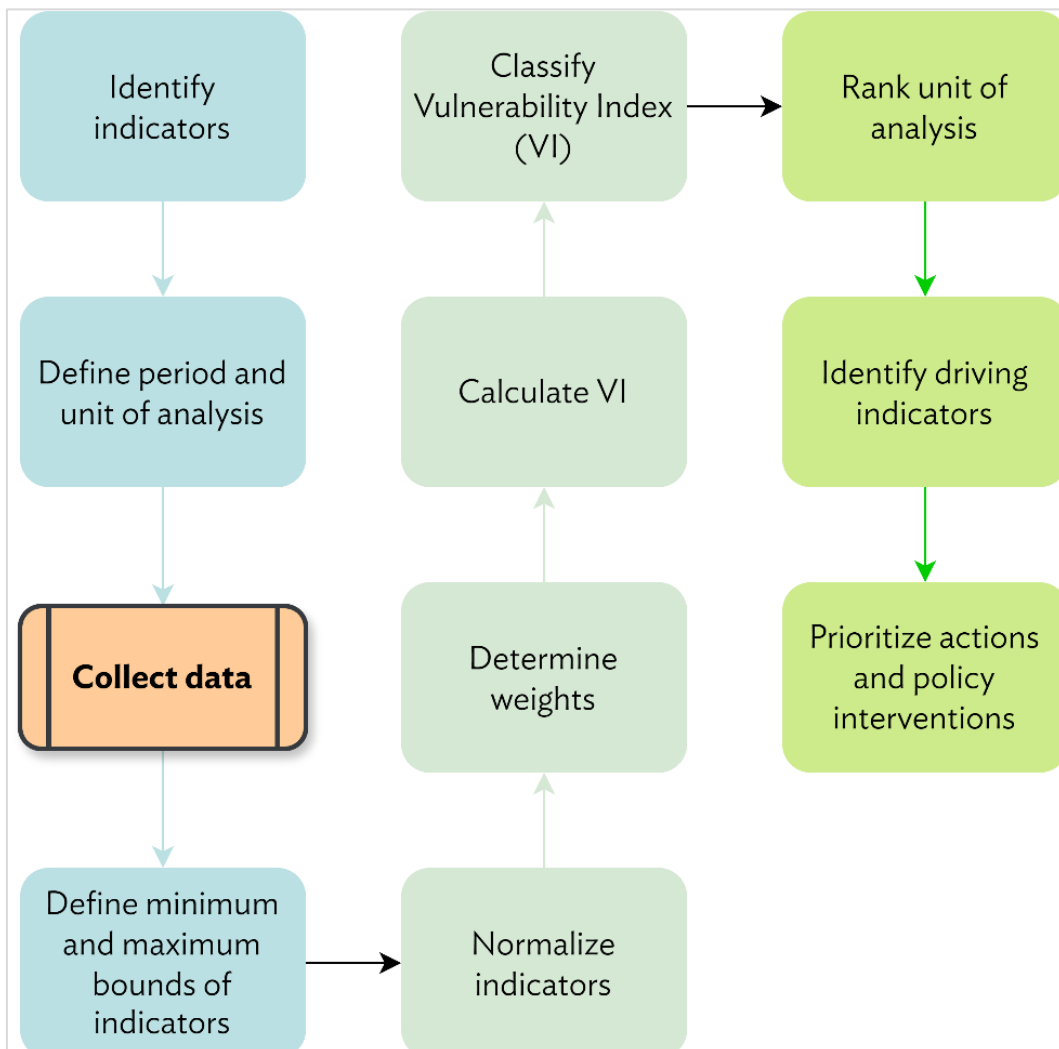 Identify
indicators
Define period and
unit of analysis
Collect data
Define minimum
and maximum
bounds of
indicators
Normalize
indicators
Determine
weights
Calculate VI
Classify
Vulnerability Index
(VI)
Rank unit of
analysis
Identify driving
indicators
Prioritize actions
and policy
interventions